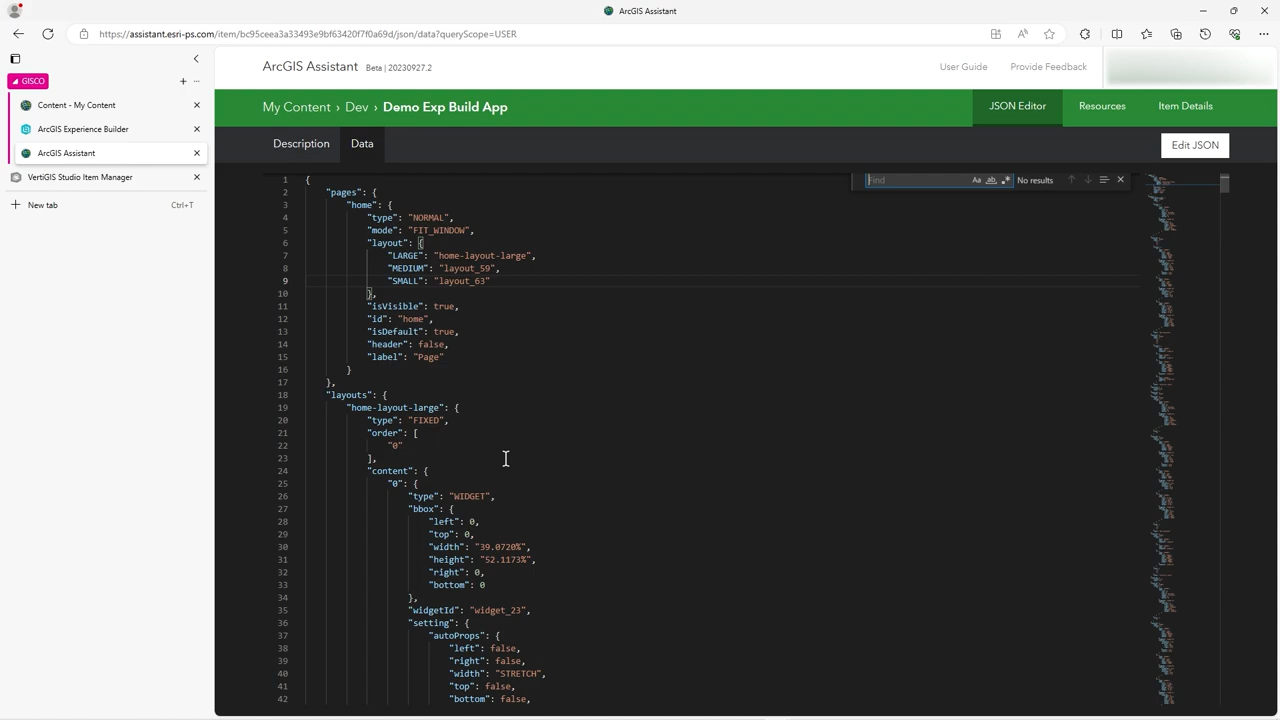 ArcGIS Assistant
https://assistant.esri-ps.com/item/bc95ceea3a33493e9bf63420f7f0a69d/json/data?queryScope=USER
GISCO
Content - My Content
ArcGIS Experience Builder
ArcGIS Assistant
VertiGIS Studio Item Manager
New tab Ctrl+T
ArcGIS Assistant Beta | 20230927.2 User Guide Provide Feedback
My Content › Dev › Demo Exp Build App JSON Editor Resources Item Details
Description Data Edit JSON
Find Aa ab No results
1 {
2 "pages": {
3 "home": {
4 "type": "NORMAL",
5 "mode": "FIT_WINDOW",
6 "layout": {
7 "LARGE": "home-layout-large",
8 "MEDIUM": "layout_59",
9 "SMALL": "layout_63"
10 },
11 "isVisible": true,
12 "id": "home",
13 "isDefault": true,
14 "header": false,
15 "label": "Page"
16 }
17 },
18 "layouts": {
19 "home-layout-large": {
20 "type": "FIXED",
21 "order": [
22 "0"
23 ],
24 "content": {
25 "0": {
26 "type": "WIDGET",
27 "bbox": {
28 "left": 0,
29 "top": 0,
30 "width": "39.0720%",
31 "height": "52.1173%",
32 "right": 0,
33 "bottom": 0
34 },
35 "widgetId": "widget_23",
36 "setting": {
37 "autoProps": {
38 "left": false,
39 "right": false,
40 "width": "STRETCH",
41 "top": false,
42 "bottom": false,